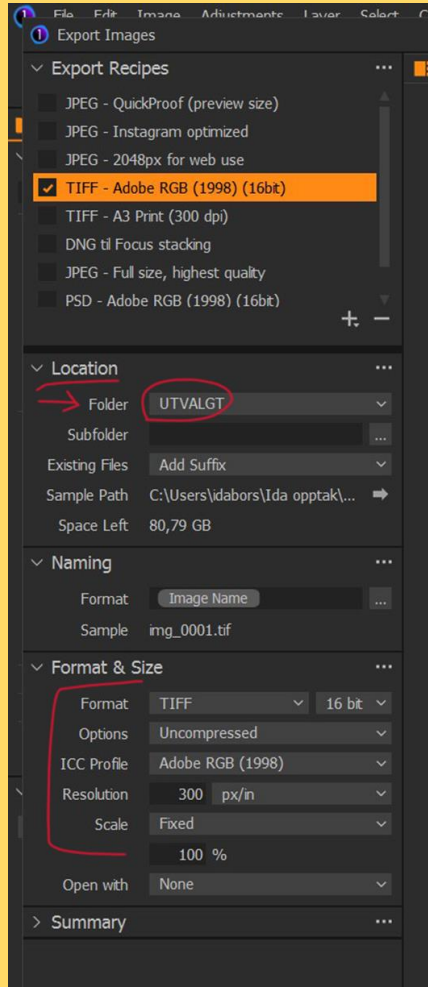 File Edit Image Adjustments Layer Select
Export Images
Export Recipes
JPEG - QuickProof (preview size)
JPEG - Instagram optimized
JPEG - 2048px for web use
TIFF - Adobe RGB (1998) (16bit)
TIFF - A3 Print (300 dpi)
DNG til Focus stacking
JPEG - Full size, highest quality
PSD - Adobe RGB (1998) (16bit)
Location
Folder UTVALGT
Subfolder
Existing Files Add Suffix
Sample Path C:\Users\idabors\Ida opptak\...
Space Left 80,79 GB
Naming
Format Image Name
Sample img_0001.tif
Format & Size
Format TIFF 16 bit
Options Uncompressed
ICC Profile Adobe RGB (1998)
Resolution 300 px/in
Scale Fixed
100 %
Open with None
Summary